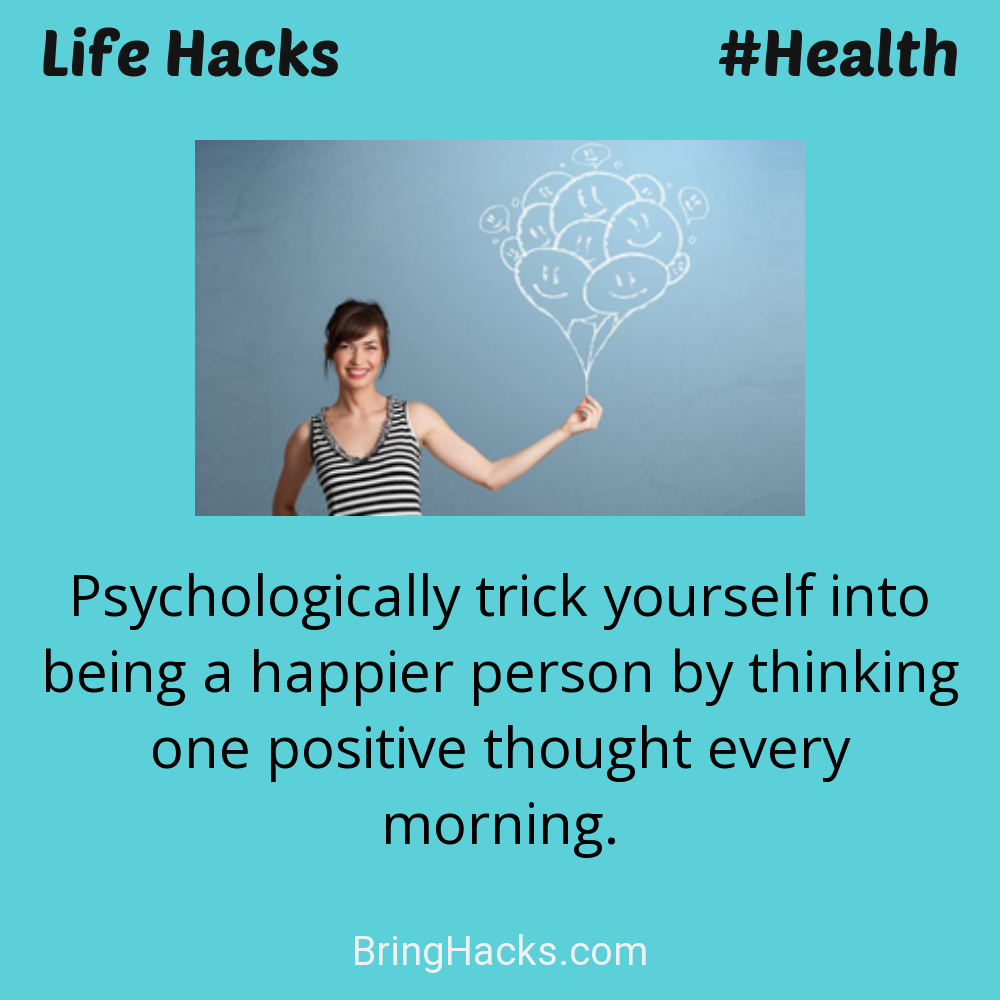 Life Hacks #Health
Psychologically trick yourself into
being a happier person by thinking
one positive thought every
morning.
BringHacks.com